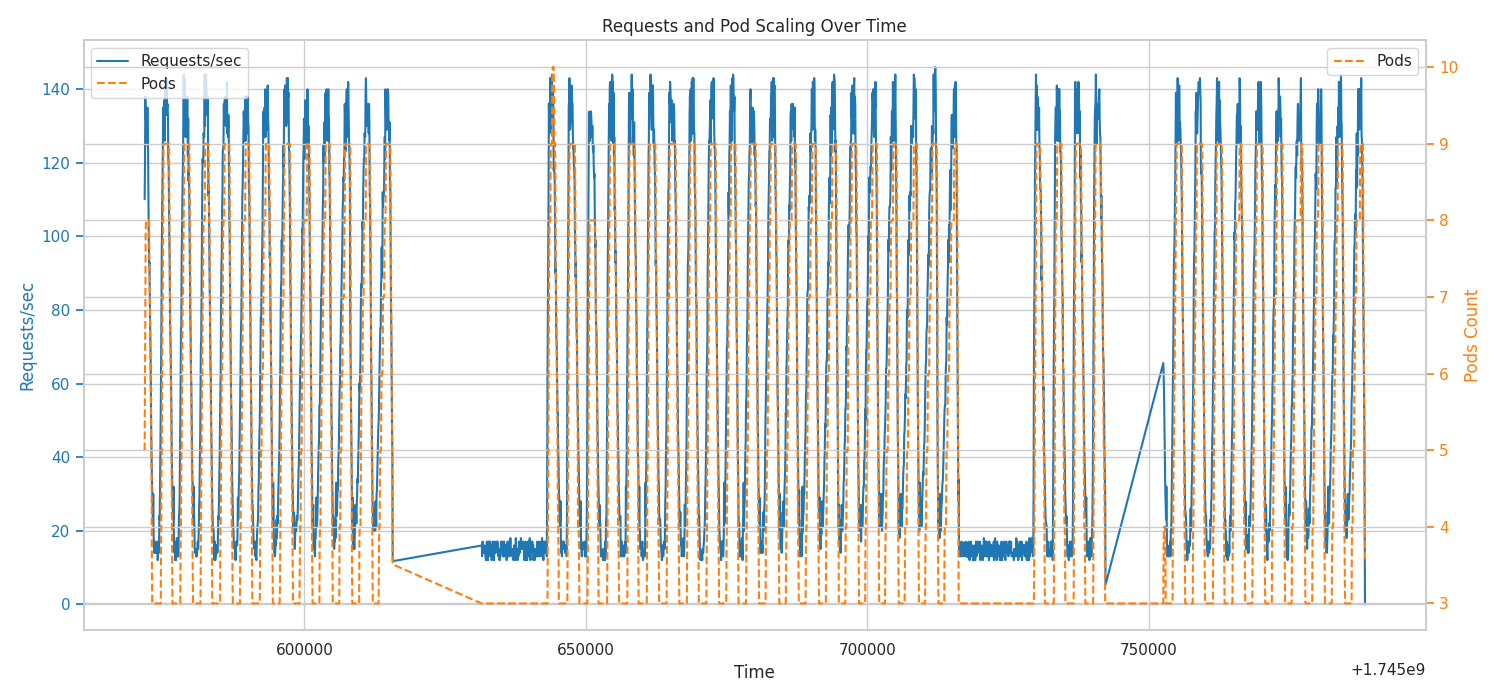 Requests and Pod Scaling Over Time
Requests/sec
Pods
Pods
140
120
100
80
60
40
20
0
Requests/sec
10
9
8
7
6
5
4
3
Pods Count
600000
650000
700000
750000
Time
+1.745e9